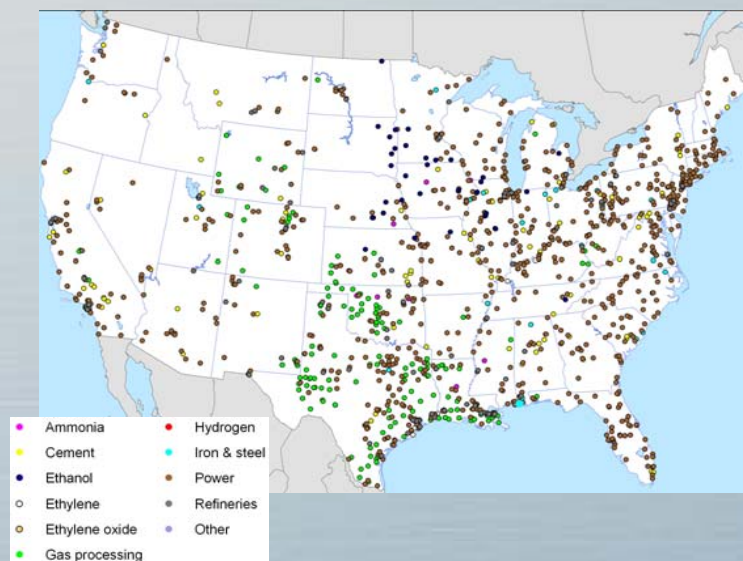 Ammonia
Cement
Ethanol
Ethylene
Ethylene oxide
Gas processing
Hydrogen
Iron & steel
Power
Refineries
Other